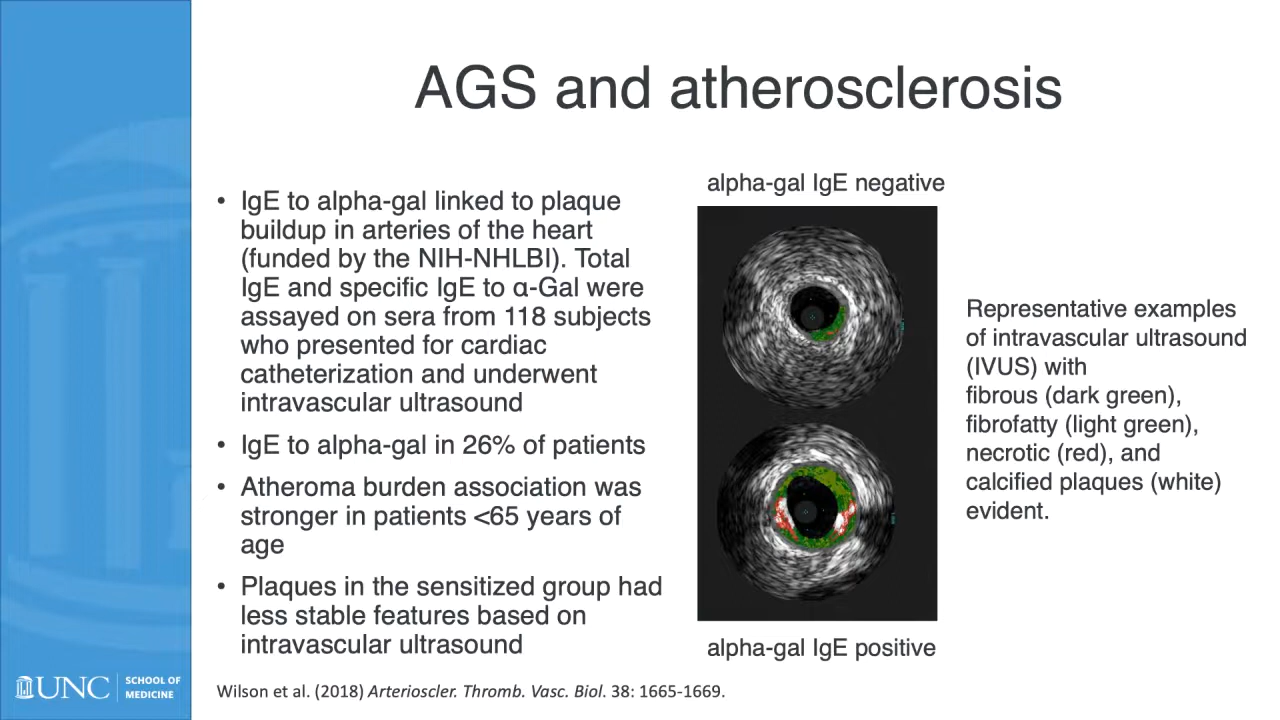 AGS and atherosclerosis
• IgE to alpha-gal linked to plaque
buildup in arteries of the heart
(funded by the NIH-NHLBI). Total
IgE and specific IgE to α-Gal were
assayed on sera from 118 subjects
who presented for cardiac
catheterization and underwent
intravascular ultrasound
• IgE to alpha-gal in 26% of patients
• Atheroma burden association was
stronger in patients <65 years of
age
• Plaques in the sensitized group had
less stable features based on
intravascular ultrasound
alpha-gal IgE negative
alpha-gal IgE positive
Representative examples
of intravascular ultrasound
(IVUS) with
fibrous (dark green),
fibrofatty (light green),
necrotic (red), and
calcified plaques (white)
evident.
Wilson et al. (2018) Arterioscler. Thromb. Vasc. Biol. 38: 1665-1669.
UNC
SCHOOL OF
MEDICINE